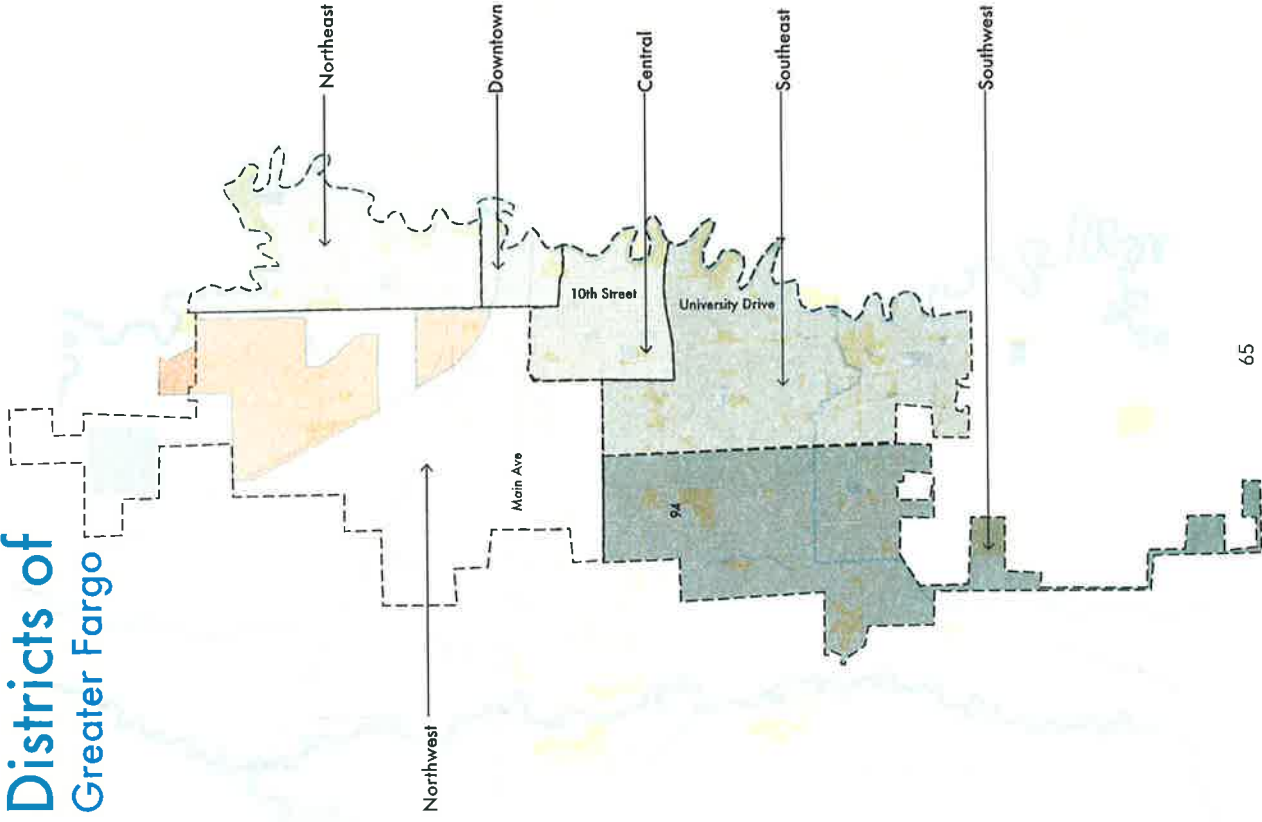 Districts of
Greater Fargo
Northeast
Downtown
Central
Southeast
Southwest
Northwest
10th Street
University Drive
Main Ave
94
65